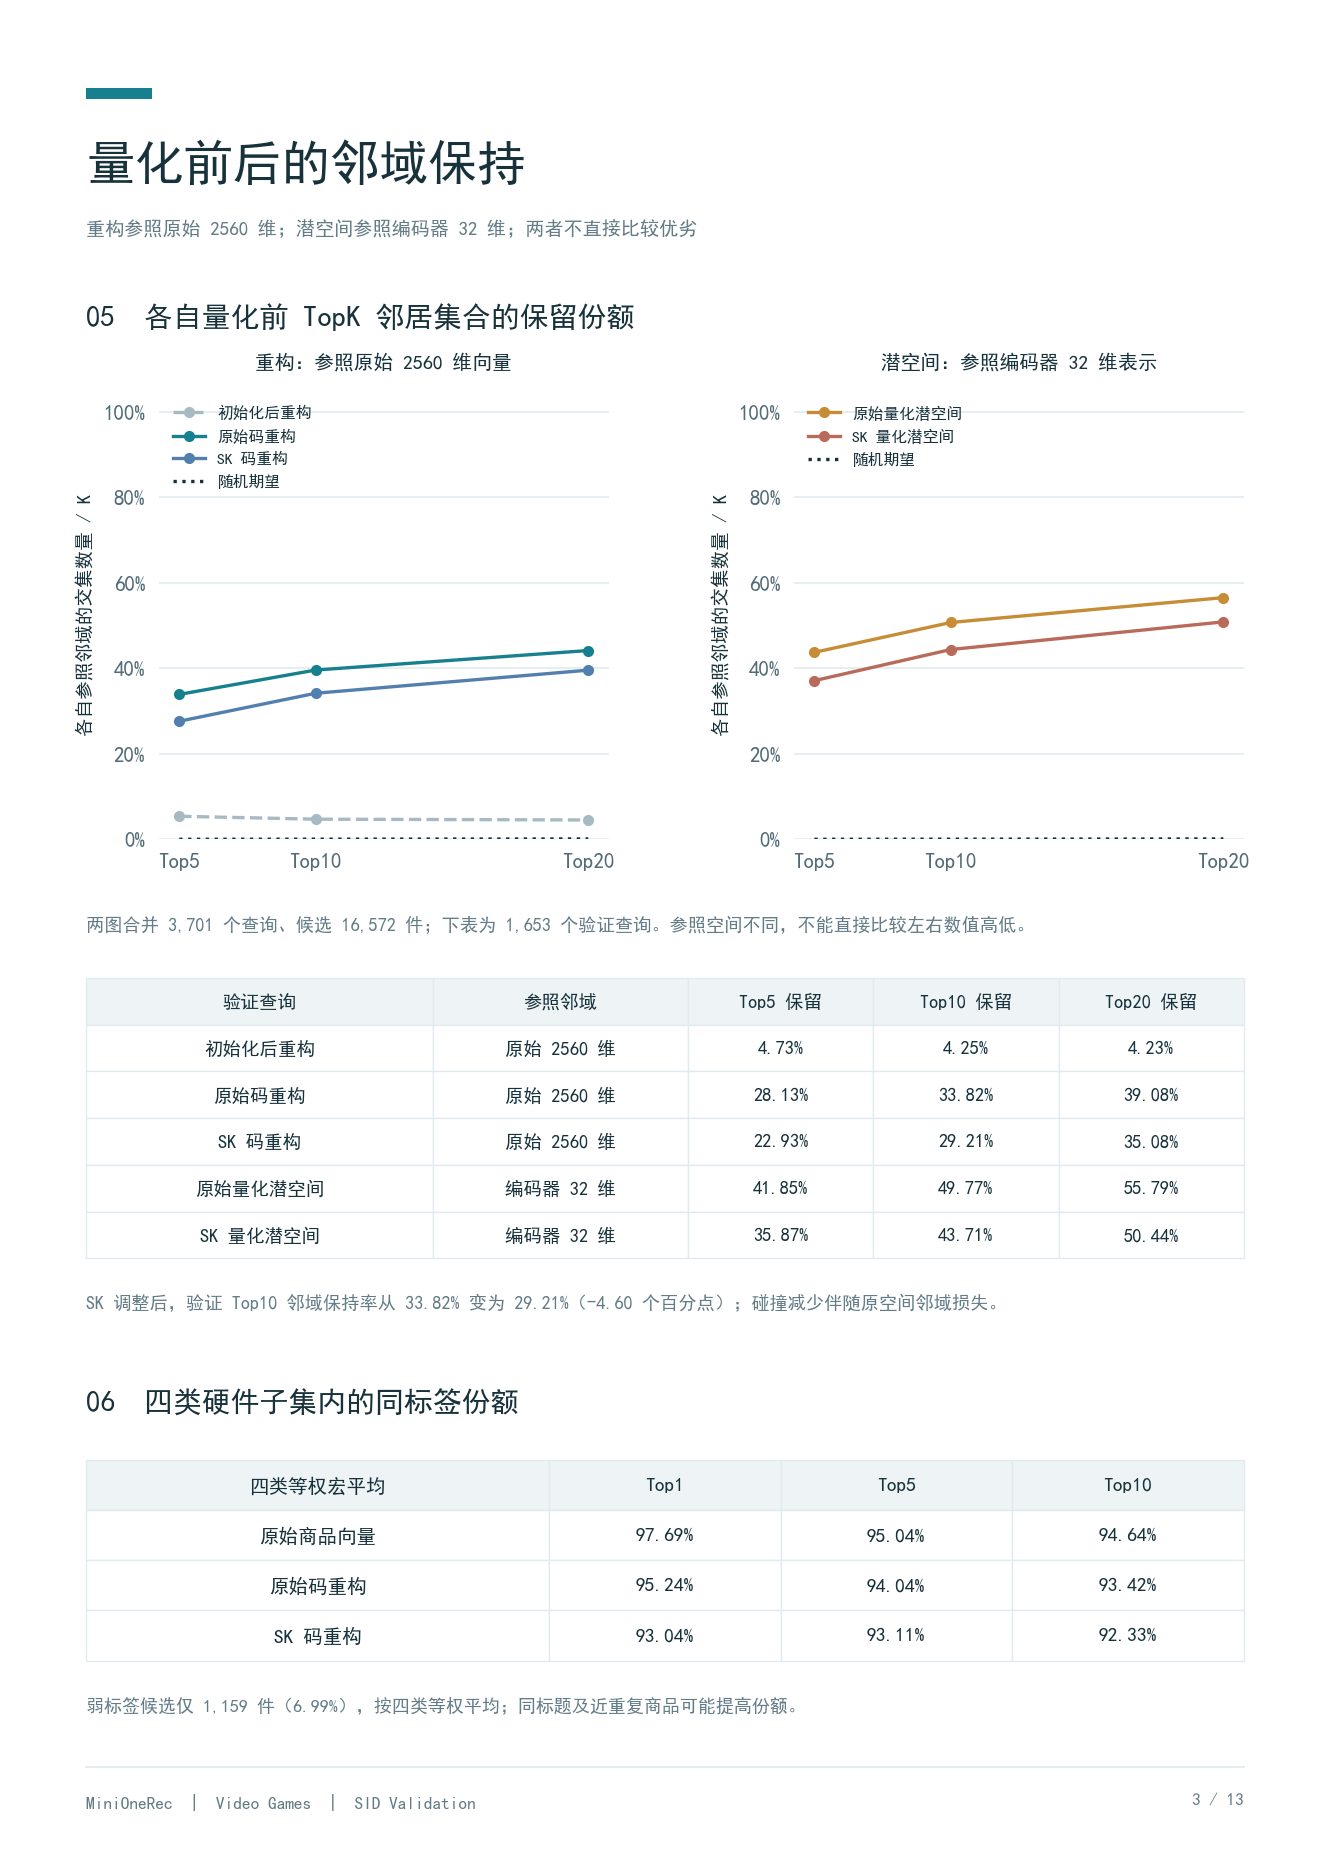 量化前后的邻域保持
重构参照原始 2560 维；潜空间参照编码器 32 维；两者不直接比较优劣
05 各自量化前 TopK 邻居集合的保留份额
重构：参照原始 2560 维向量
各自参照邻域的交集数量 / K
100%
80%
60%
40%
20%
0%
初始化后重构
原始码重构
SK 码重构
随机期望
Top5 Top10 Top20
潜空间：参照编码器 32 维表示
各自参照邻域的交集数量 / K
100%
80%
60%
40%
20%
0%
原始量化潜空间
SK 量化潜空间
随机期望
Top5 Top10 Top20
两图合并 3,701 个查询、候选 16,572 件；下表为 1,653 个验证查询。参照空间不同，不能直接比较左右数值高低。
验证查询 参照邻域 Top5 保留 Top10 保留 Top20 保留
初始化后重构 原始 2560 维 4.73% 4.25% 4.23%
原始码重构 原始 2560 维 28.13% 33.82% 39.08%
SK 码重构 原始 2560 维 22.93% 29.21% 35.08%
原始量化潜空间 编码器 32 维 41.85% 49.77% 55.79%
SK 量化潜空间 编码器 32 维 35.87% 43.71% 50.44%
SK 调整后，验证 Top10 邻域保持率从 33.82% 变为 29.21%（−4.60 个百分点）；碰撞减少伴随原空间邻域损失。
06 四类硬件子集内的同标签份额
四类等权宏平均 Top1 Top5 Top10
原始商品向量 97.69% 95.04% 94.64%
原始码重构 95.24% 94.04% 93.42%
SK 码重构 93.04% 93.11% 92.33%
弱标签候选仅 1,159 件（6.99%），按四类等权平均；同标题及近重复商品可能提高份额。
MiniOneRec | Video Games | SID Validation
3 / 13